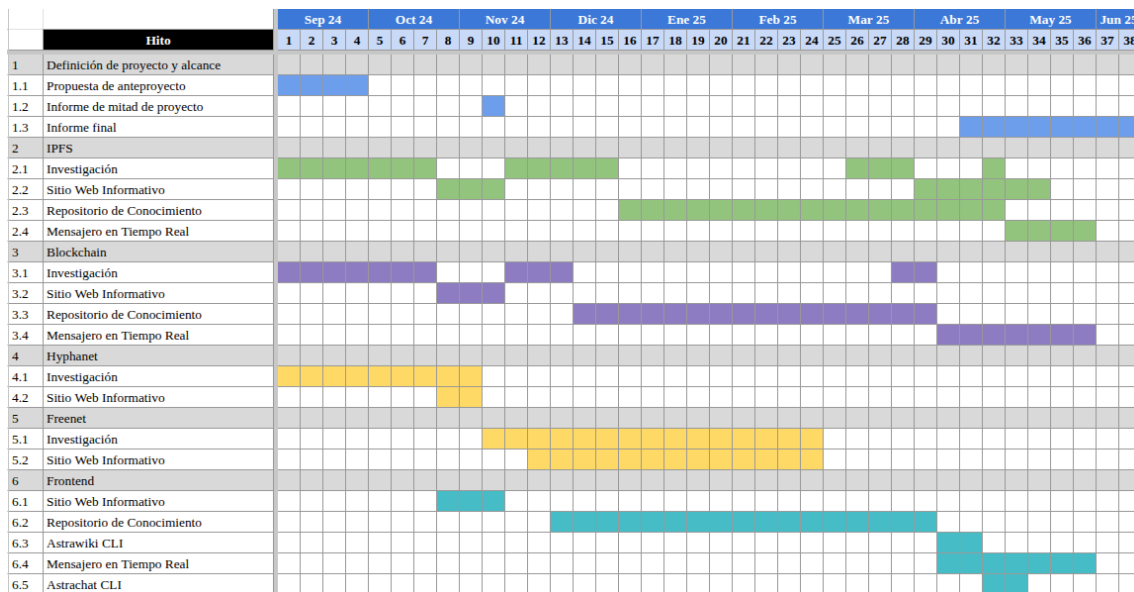 Sep 24 Oct 24 Nov 24 Dic 24 Ene 25 Feb 25 Mar 25 Abr 25 May 25 Jun 25
Hito 1 2 3 4 5 6 7 8 9 10 11 12 13 14 15 16 17 18 19 20 21 22 23 24 25 26 27 28 29 30 31 32 33 34 35 36 37 38
1 Definición de proyecto y alcance
1.1 Propuesta de anteproyecto
1.2 Informe de mitad de proyecto
1.3 Informe final
2 IPFS
2.1 Investigación
2.2 Sitio Web Informativo
2.3 Repositorio de Conocimiento
2.4 Mensajero en Tiempo Real
3 Blockchain
3.1 Investigación
3.2 Sitio Web Informativo
3.3 Repositorio de Conocimiento
3.4 Mensajero en Tiempo Real
4 Hyphanet
4.1 Investigación
4.2 Sitio Web Informativo
5 Freenet
5.1 Investigación
5.2 Sitio Web Informativo
6 Frontend
6.1 Sitio Web Informativo
6.2 Repositorio de Conocimiento
6.3 Astrawiki CLI
6.4 Mensajero en Tiempo Real
6.5 Astrachat CLI